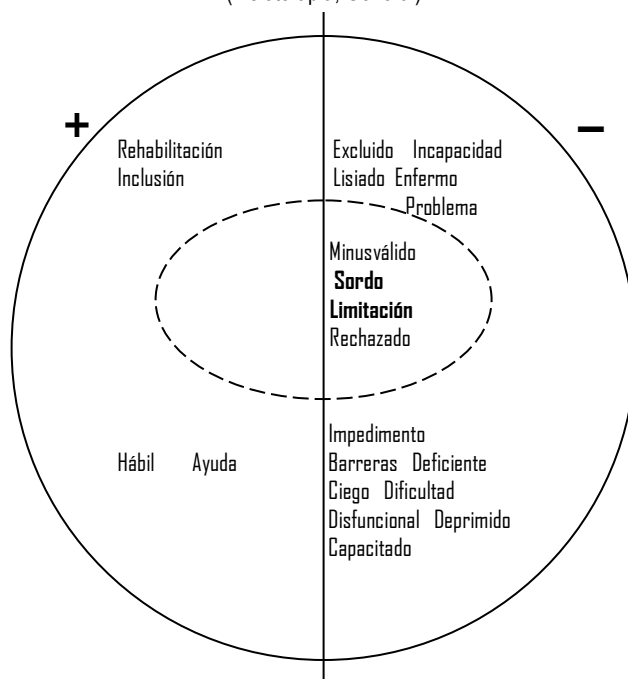 +
−
Rehabilitación
Inclusión
Excluido Incapacidad
Lisiado Enfermo
Problema
Minusválido
Sordo
Limitación
Rechazado
Hábil Ayuda
Impedimento
Barreras Deficiente
Ciego Dificultad
Disfuncional Deprimido
Capacitado